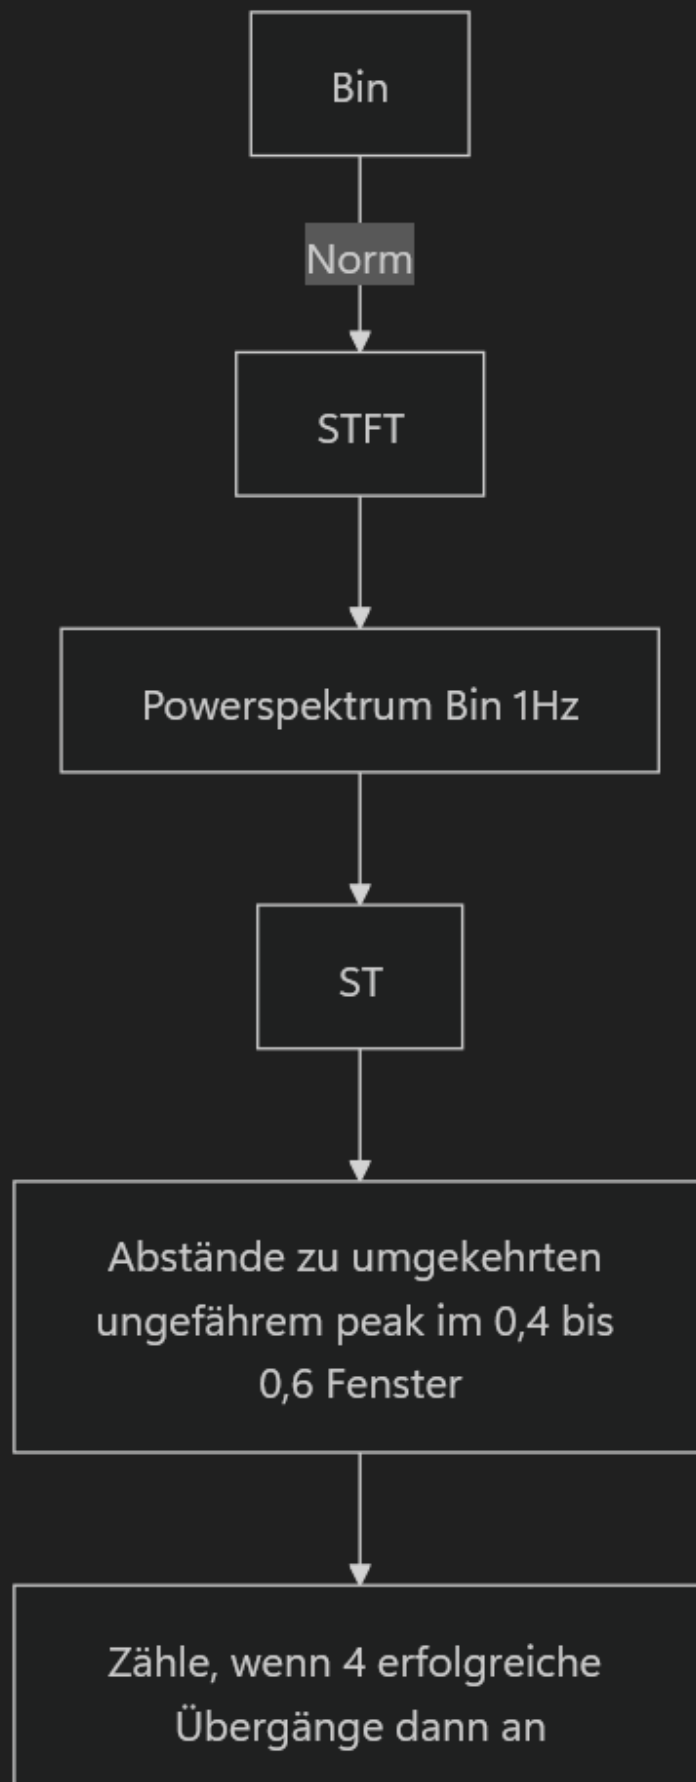 Bin
Norm
STFT
Powerspektrum Bin 1Hz
ST
Abstände zu umgekehrten
ungefährem peak im 0,4 bis
0,6 Fenster
Zähle, wenn 4 erfolgreiche
Übergänge dann an